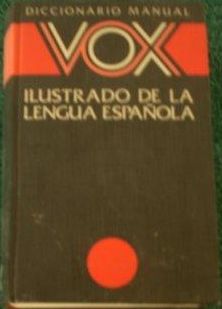 DICCIONARIO MANUAL
VOX
ILUSTRADO DE LA
LENGUA ESPAÑOLA